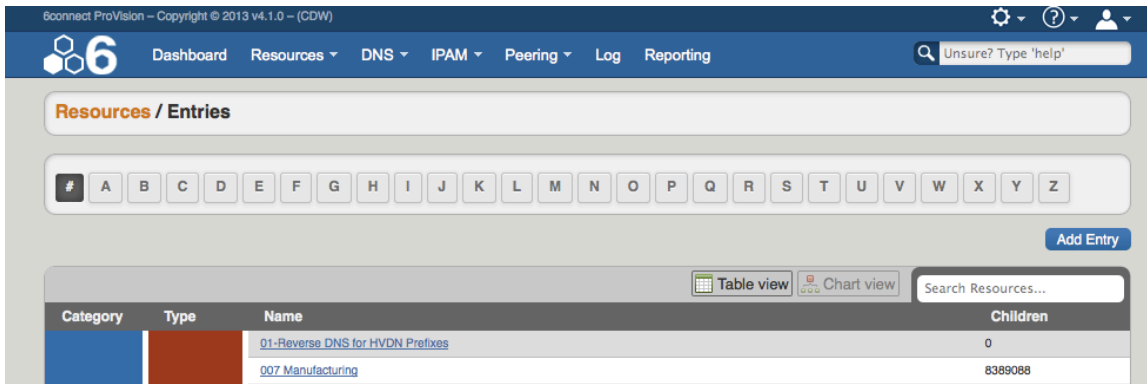 6connect ProVision – Copyright © 2013 v4.1.0 – (CDW)
6 Dashboard Resources DNS IPAM Peering Log Reporting Unsure? Type 'help'
Resources / Entries
# A B C D E F G H I J K L M N O P Q R S T U V W X Y Z
Add Entry
Table view Chart view Search Resources...
Category Type Name Children
01-Reverse DNS for HVDN Prefixes 0
007 Manufacturing 8389088